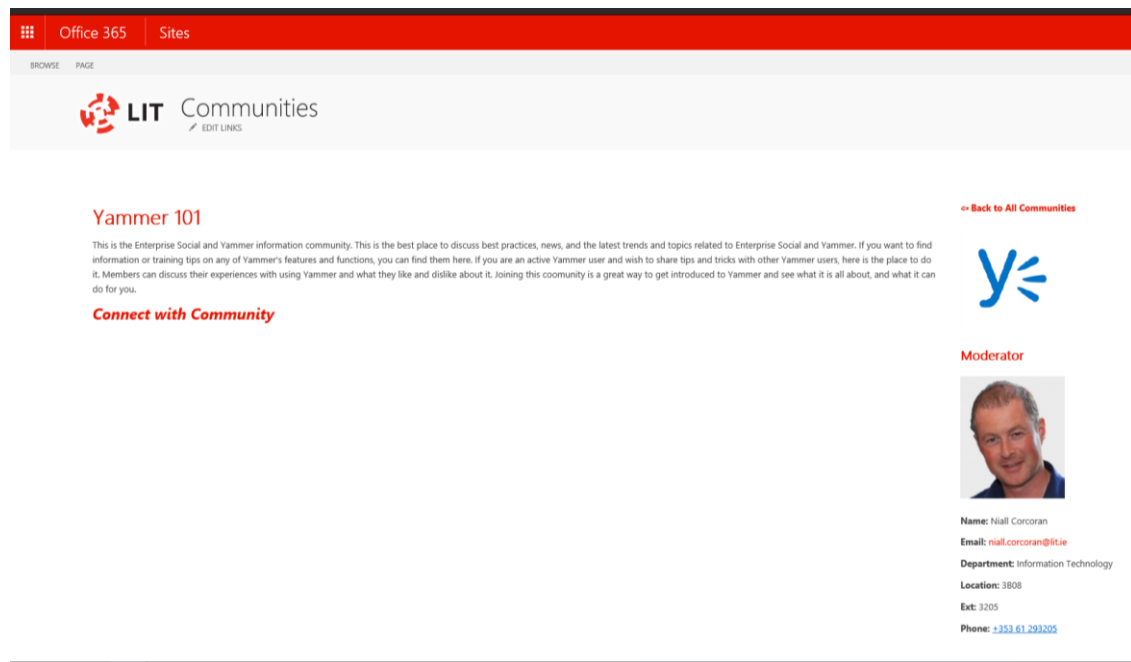 Office 365 Sites
BROWSE PAGE
LIT Communities
EDIT LINKS
Yammer 101
This is the Enterprise Social and Yammer information community. This is the best place to discuss best practices, news, and the latest trends and topics related to Enterprise Social and Yammer. If you want to find
information or training tips on any of Yammer's features and functions, you can find them here. If you are an active Yammer user and wish to share tips and tricks with other Yammer users, here is the place to do
it. Members can discuss their experiences with using Yammer and what they like and dislike about it. Joining this coomunity is a great way to get introduced to Yammer and see what it is all about, and what it can
do for you.
Connect with Community
⇦ Back to All Communities
Moderator
Name: Niall Corcoran
Email: niall.corcoran@lit.ie
Department: Information Technology
Location: 3808
Ext: 3205
Phone: +353 61 293205